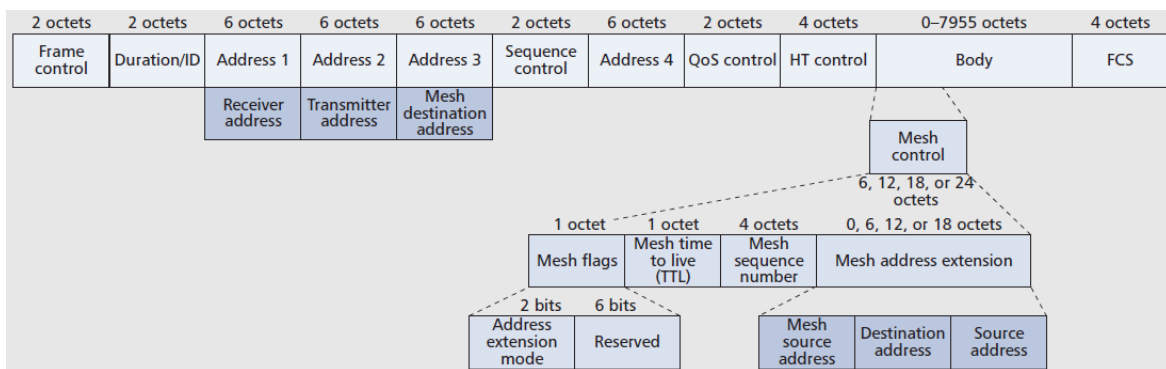 2 octets 2 octets 6 octets 6 octets 6 octets 2 octets 6 octets 2 octets 4 octets 0–7955 octets 4 octets
Frame
control
Duration/ID
Address 1
Address 2
Address 3
Sequence
control
Address 4
QoS control
HT control
Body
FCS
Receiver
address
Transmitter
address
Mesh
destination
address
Mesh
control
6, 12, 18, or 24
octets
1 octet 1 octet 4 octets 0, 6, 12, or 18 octets
Mesh flags
Mesh time
to live
(TTL)
Mesh
sequence
number
Mesh address extension
2 bits 6 bits
Address
extension
mode
Reserved
Mesh
source
address
Destination
address
Source
address